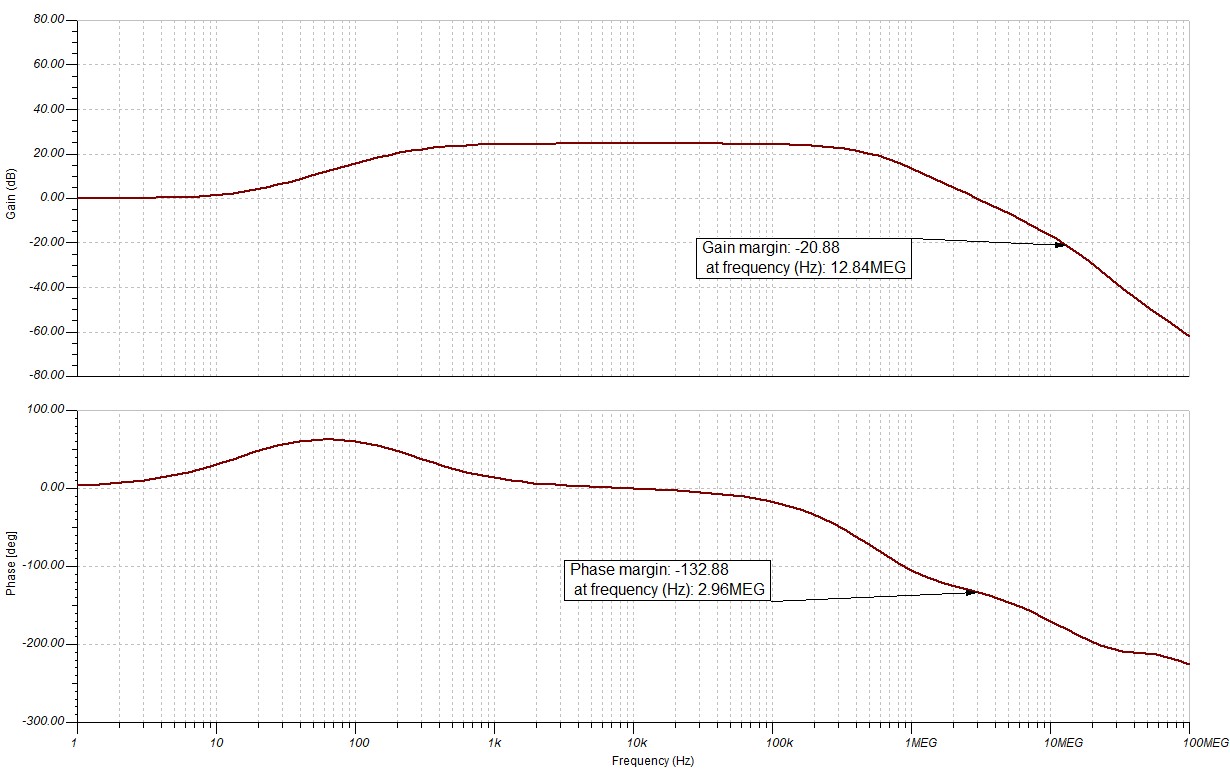 80.00
60.00
40.00
20.00
0.00
-20.00
-40.00
-60.00
-80.00
Gain (dB)
Gain margin: -20.88
at frequency (Hz): 12.84MEG
100.00
0.00
-100.00
-200.00
-300.00
Phase [deg]
Phase margin: -132.88
at frequency (Hz): 2.96MEG
1 10 100 1k 10k 100k 1MEG 10MEG 100MEG
Frequency (Hz)